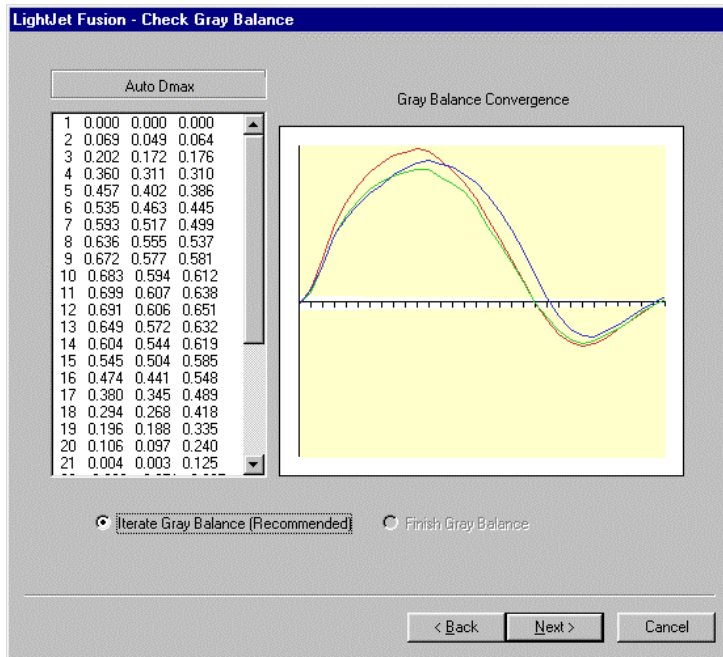 LightJet Fusion - Check Gray Balance
Auto Dmax
1 0.000 0.000 0.000
2 0.069 0.049 0.064
3 0.202 0.172 0.176
4 0.360 0.311 0.310
5 0.457 0.402 0.386
6 0.535 0.463 0.445
7 0.593 0.517 0.499
8 0.636 0.555 0.537
9 0.672 0.577 0.581
10 0.683 0.594 0.612
11 0.699 0.607 0.638
12 0.691 0.606 0.651
13 0.649 0.572 0.632
14 0.604 0.544 0.619
15 0.545 0.504 0.585
16 0.474 0.441 0.548
17 0.380 0.345 0.489
18 0.294 0.268 0.418
19 0.196 0.188 0.335
20 0.106 0.097 0.240
21 0.004 0.003 0.125
Gray Balance Convergence
Iterate Gray Balance (Recommended)
Finish Gray Balance
< Back
Next >
Cancel